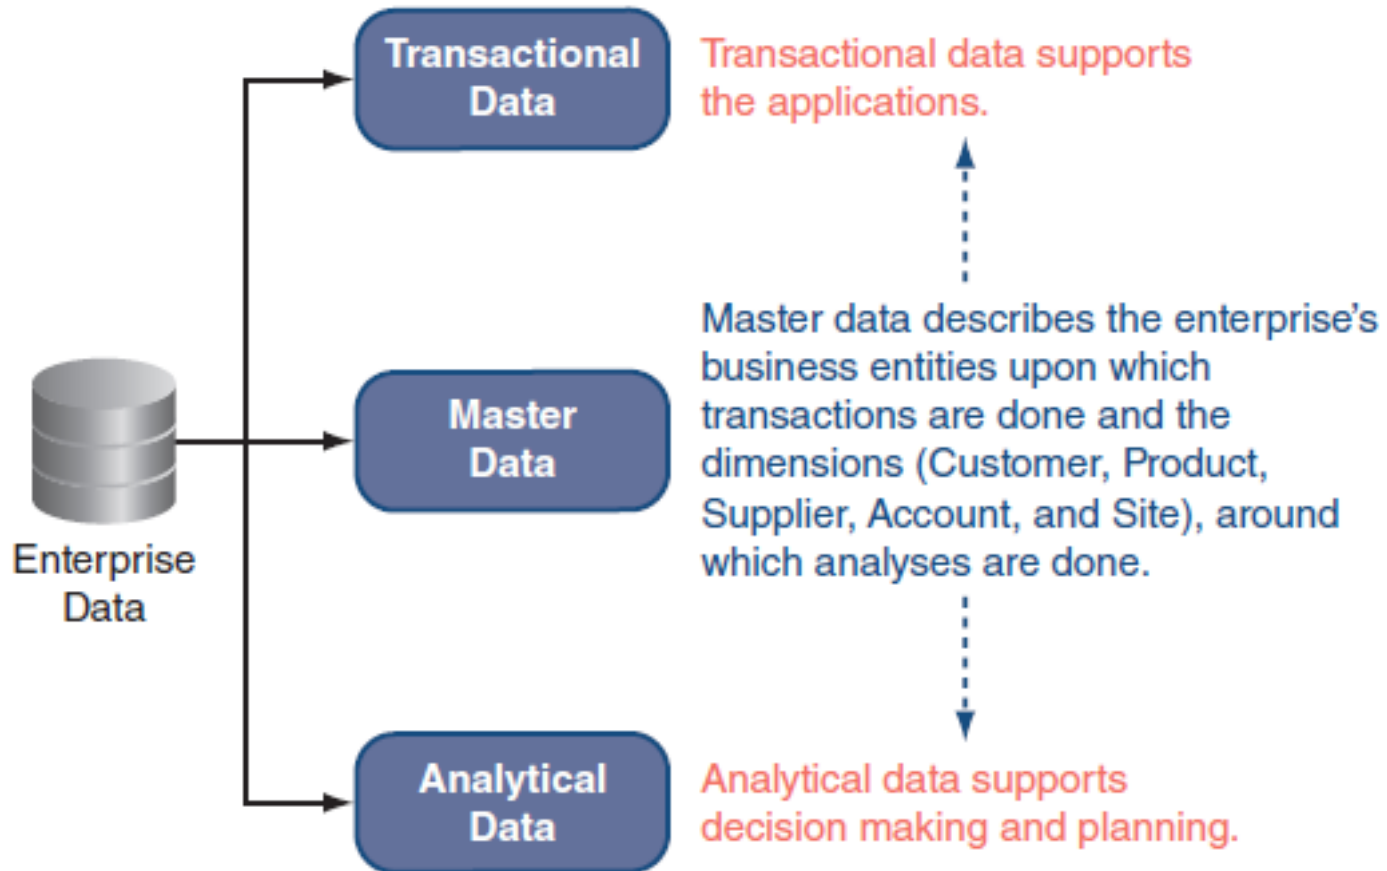 Transactional
Data
Transactional data supports
the applications.
Enterprise
Data
Master
Data
Master data describes the enterprise’s
business entities upon which
transactions are done and the
dimensions (Customer, Product,
Supplier, Account, and Site), around
which analyses are done.
Analytical
Data
Analytical data supports
decision making and planning.